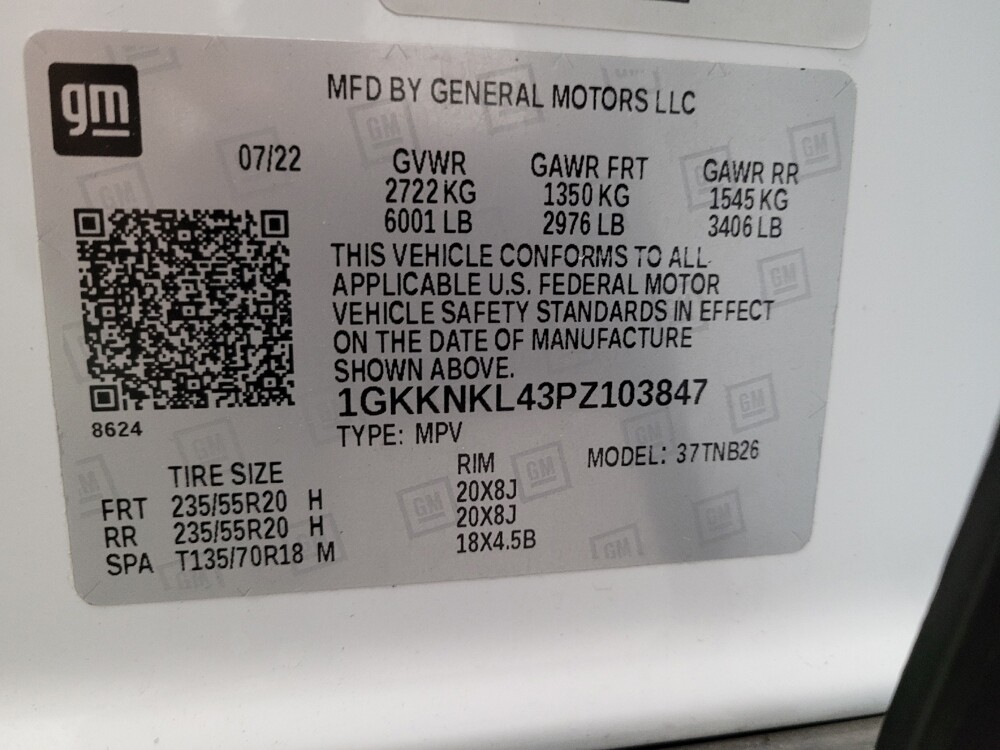 gm
MFD BY GENERAL MOTORS LLC
07/22 GVWR GAWR FRT GAWR RR
2722 KG 1350 KG 1545 KG
6001 LB 2976 LB 3406 LB
THIS VEHICLE CONFORMS TO ALL
APPLICABLE U.S. FEDERAL MOTOR
VEHICLE SAFETY STANDARDS IN EFFECT
ON THE DATE OF MANUFACTURE
SHOWN ABOVE.
1GKKNKL43PZ103847
8624
TYPE: MPV
MODEL: 37TNB26
TIRE SIZE RIM
FRT 235/55R20 H 20X8J
RR 235/55R20 H 20X8J
SPA T135/70R18 M 18X4.5B